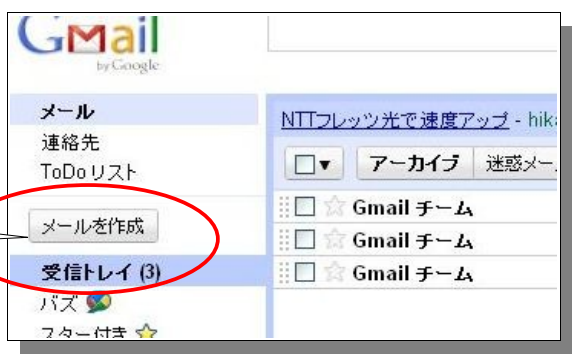 Gmail
by Google
メール
連絡先
ToDo リスト
メールを作成
受信トレイ (3)
バズ
スター付き
NTTフレッツ光で速度アップ - hika
アーカイブ 迷惑メー
Gmail チーム
Gmail チーム
Gmail チーム